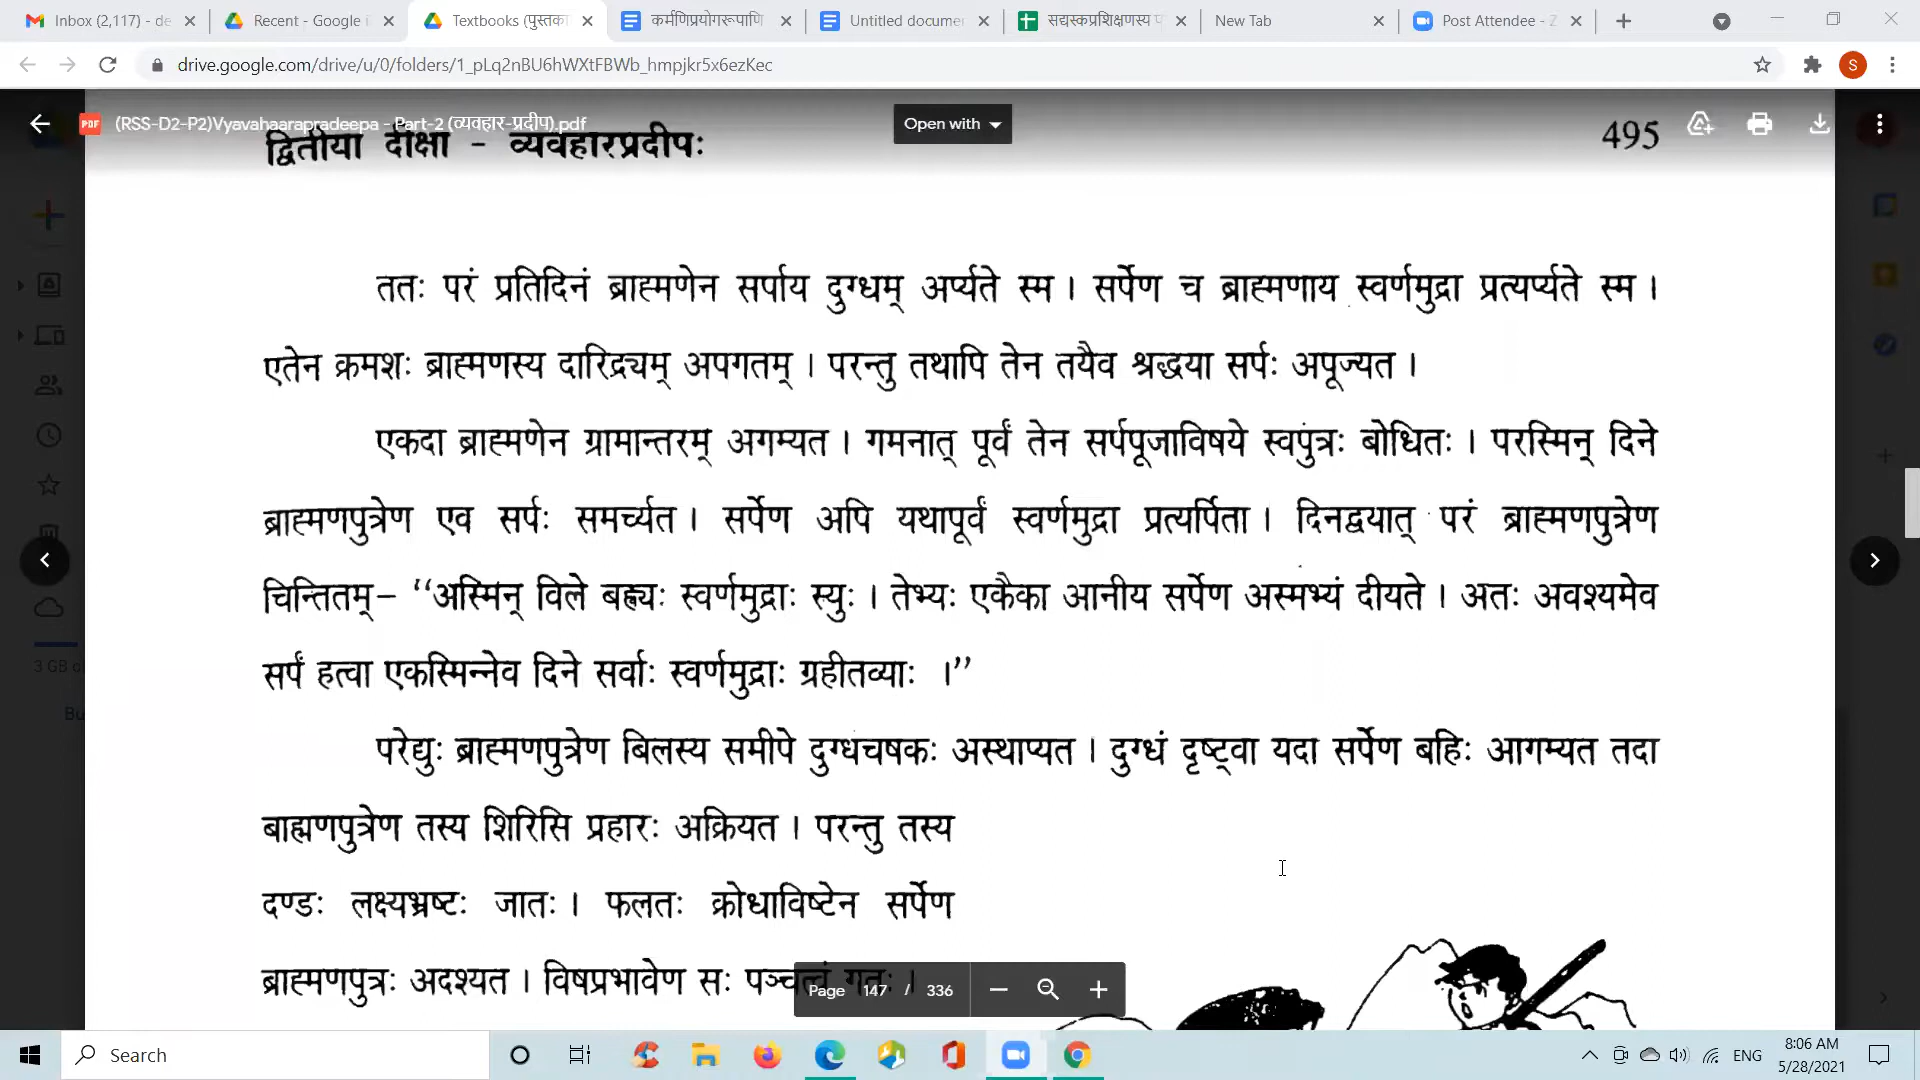 Inbox (2,117) - de
Recent - Google
Textbooks (पुस्तका
कर्मणिप्रयोगरूपाणि
Untitled docume
सद्यस्कप्रशिक्षणस्य
New Tab
Post Attendee - Z
drive.google.com/drive/u/0/folders/1_pLq2nBU6hWXtFBWb_hmpjkr5x6ezKec
S
PDF (RSS-D2-P2)Vyavahaarapradeepa - Part-2 (व्यवहार-प्रदीप).pdf
Open with
द्वितीया दीक्षा - व्यवहारप्रदीपः 495
ततः परं प्रतिदिनं ब्राह्मणेन सर्पाय दुग्धम् अर्प्यते स्म । सर्पेण च ब्राह्मणाय स्वर्णमुद्रा प्रत्यर्प्यते स्म ।
एतेन क्रमशः ब्राह्मणस्य दारिद्र्यम् अपगतम् । परन्तु तथापि तेन तयैव श्रद्धया सर्पः अपूज्यत ।
एकदा ब्राह्मणेन ग्रामान्तरम् अगम्यत । गमनात् पूर्वं तेन सर्पपूजाविषये स्वपुत्रः बोधितः । परस्मिन् दिने
ब्राह्मणपुत्रेण एव सर्पः समर्च्यत । सर्पेण अपि यथापूर्वं स्वर्णमुद्रा प्रत्यर्पिता । दिनद्वयात् परं ब्राह्मणपुत्रेण
चिन्तितम्– “अस्मिन् विले बह्व्यः स्वर्णमुद्राः स्युः । तेभ्यः एकैका आनीय सर्पेण अस्मभ्यं दीयते । अतः अवश्यमेव
सर्पं हत्वा एकस्मिन्नेव दिने सर्वाः स्वर्णमुद्राः ग्रहीतव्याः ।”
परेद्युः ब्राह्मणपुत्रेण बिलस्य समीपे दुग्धचषकः अस्थाप्यत । दुग्धं दृष्ट्वा यदा सर्पेण बहिः आगम्यत तदा
बाह्मणपुत्रेण तस्य शिरिसि प्रहारः अक्रियत । परन्तु तस्य
दण्डः लक्ष्यभ्रष्टः जातः । फलतः क्रोधाविष्टेन सर्पेण
ब्राह्मणपुत्रः अदश्यत । विषप्रभावेण सः पञ्चत्वं गतः ।
3 GB o
Bu
Page 147 / 336
Search
ENG
8:06 AM
5/28/2021